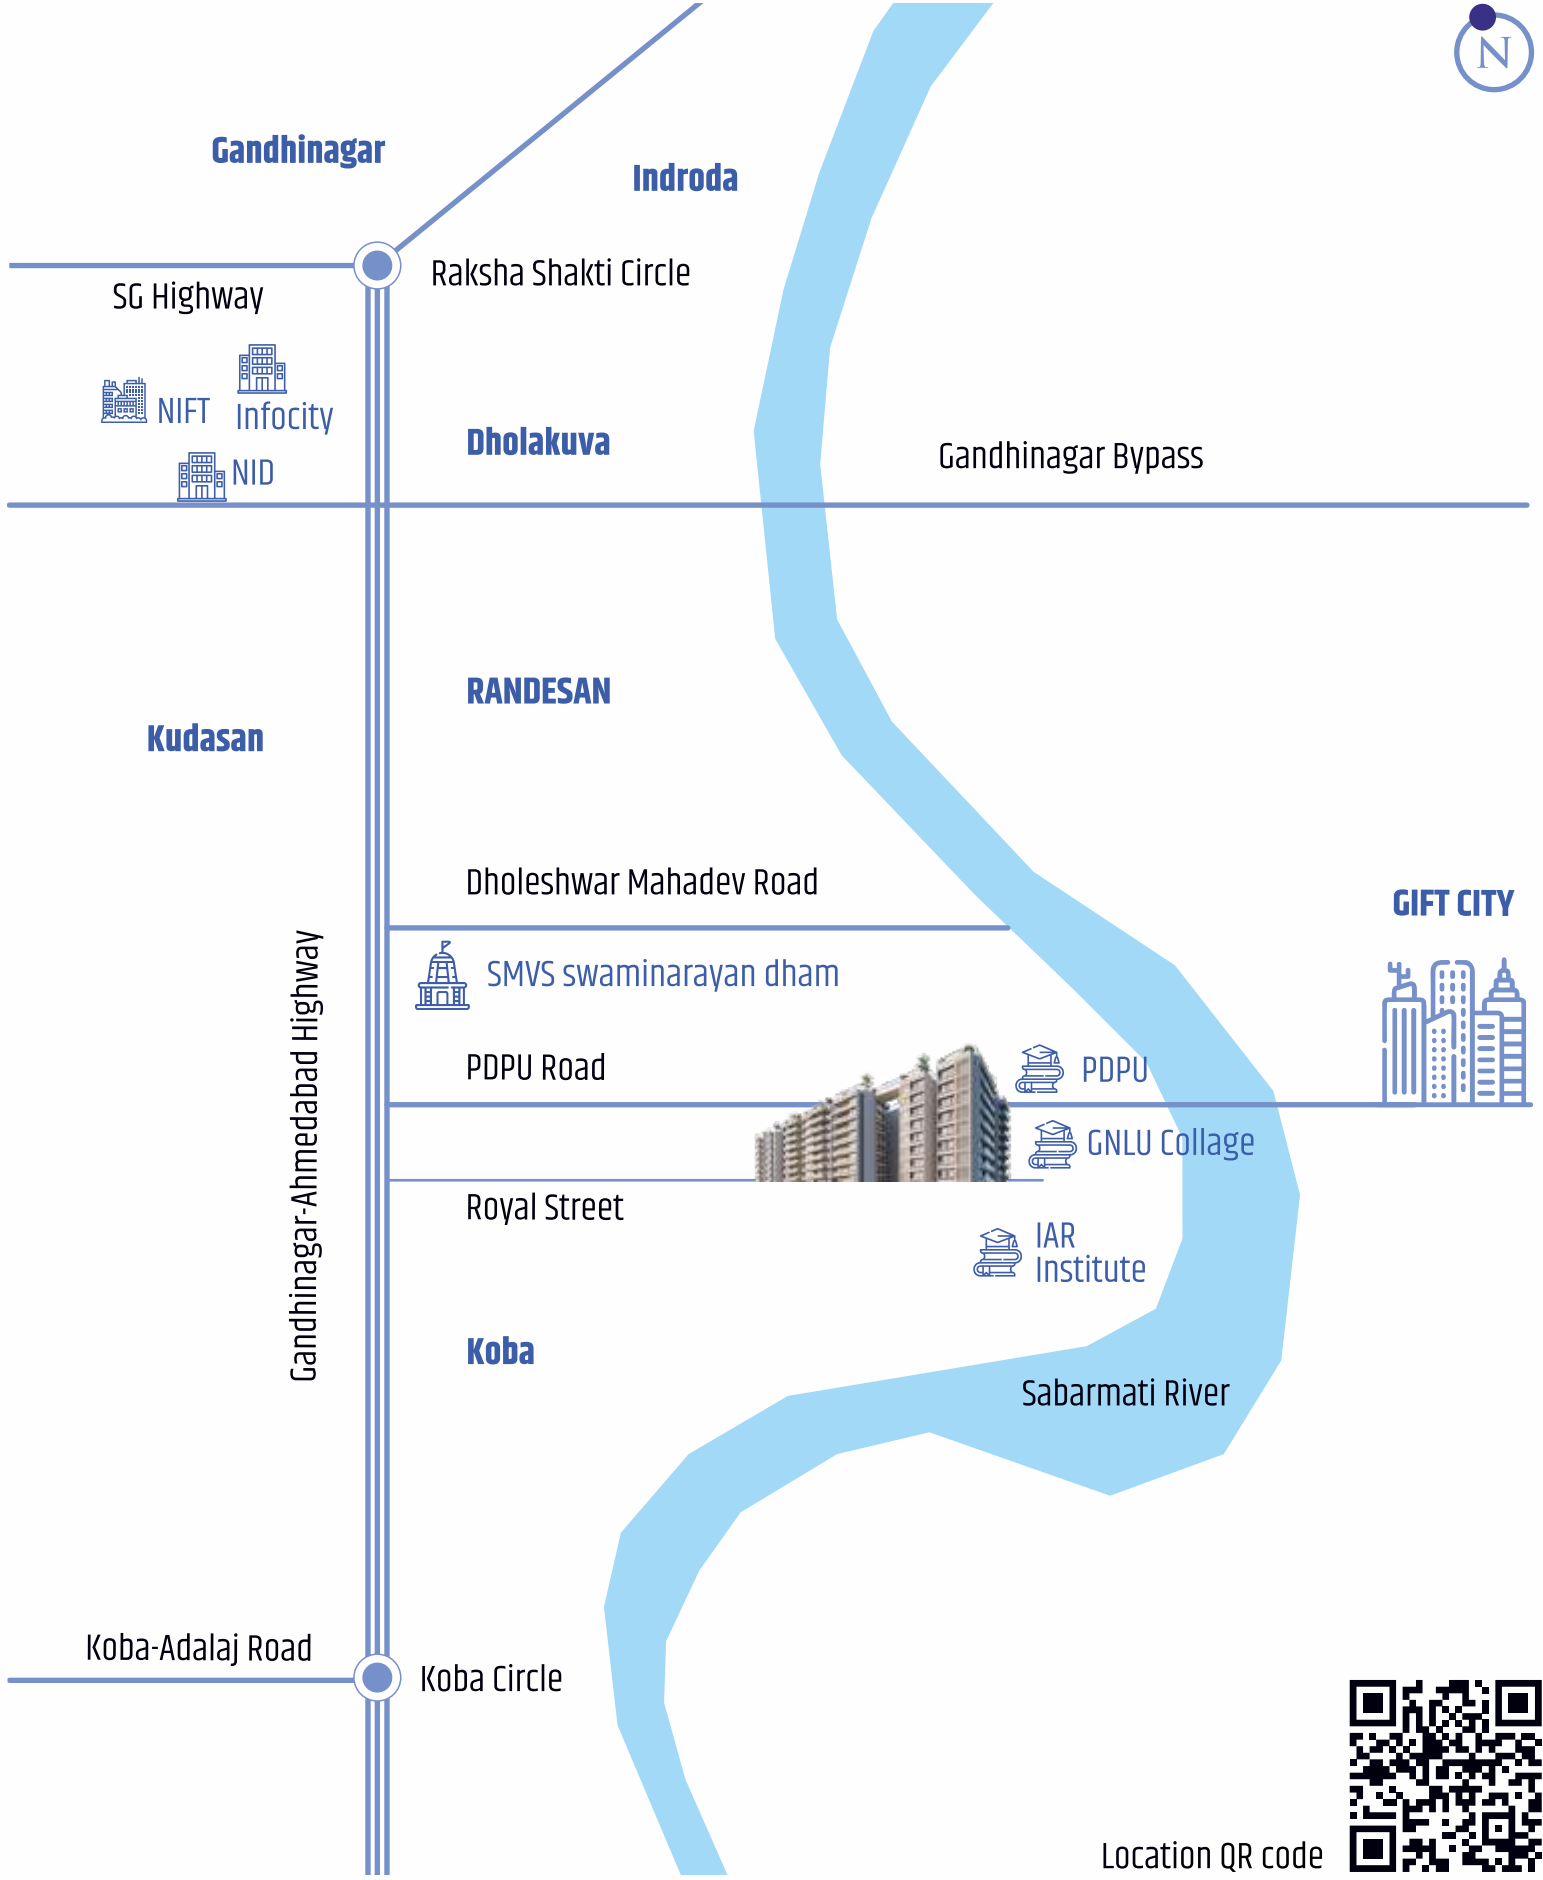 N
Gandhinagar
Indroda
Raksha Shakti Circle
SG Highway
NIFT
Infocity
NID
Dholakuva
Gandhinagar Bypass
RANDESAN
Kudasan
Dholeshwar Mahadev Road
GIFT CITY
SMVS swaminarayan dham
Gandhinagar-Ahmedabad Highway
PDPU Road
PDPU
GNLU Collage
Royal Street
IAR
Institute
Koba
Sabarmati River
Koba-Adalaj Road
Koba Circle
Location QR code